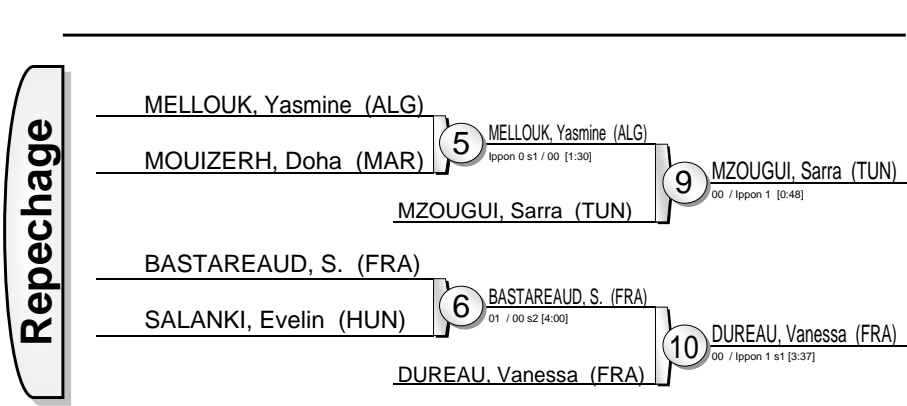 Repechage
MELLOUK, Yasmine (ALG)
MOUIZERH, Doha (MAR)
5
MELLOUK, Yasmine (ALG)
Ippon 0 s1 / 00 [1:30]
MZOUGUI, Sarra (TUN)
9
MZOUGUI, Sarra (TUN)
00 / Ippon 1 [0:48]
BASTAREAUD, S. (FRA)
SALANKI, Evelin (HUN)
6
BASTAREAUD, S. (FRA)
01 / 00 s2 [4:00]
DUREAU, Vanessa (FRA)
10
DUREAU, Vanessa (FRA)
00 / Ippon 1 s1 [3:37]